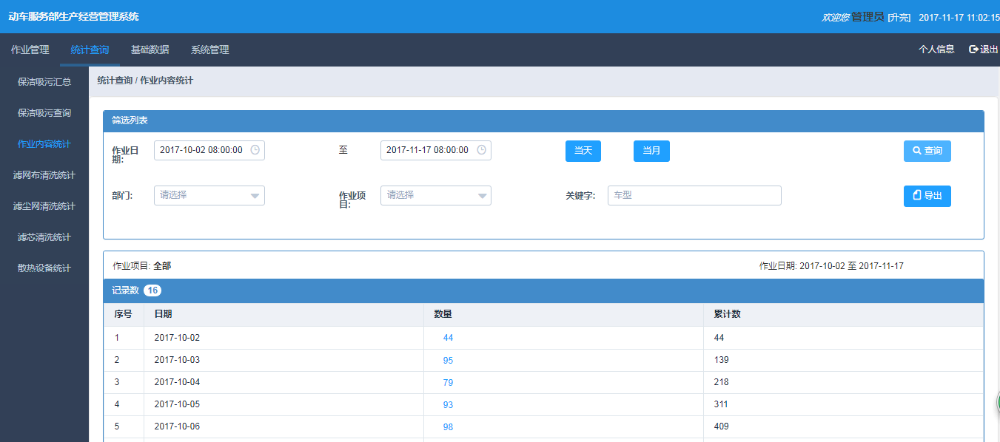 动车服务部生产经营管理系统
欢迎您 管理员 [升亮] 2017-11-17 11:02:15
作业管理 统计查询 基础数据 系统管理 个人信息 退出
保洁吸污汇总
保洁吸污查询
作业内容统计
滤网布清洗统计
滤尘网清洗统计
滤芯清洗统计
散热设备统计
统计查询 / 作业内容统计
筛选列表
作业日期: 2017-10-02 08:00:00 至 2017-11-17 08:00:00 当天 当月 查询
部门: 请选择 作业项目: 请选择 关键字: 车型 导出
作业项目: 全部 作业日期: 2017-10-02 至 2017-11-17
记录数 16
序号 日期 数量 累计数
1 2017-10-02 44 44
2 2017-10-03 95 139
3 2017-10-04 79 218
4 2017-10-05 93 311
5 2017-10-06 98 409